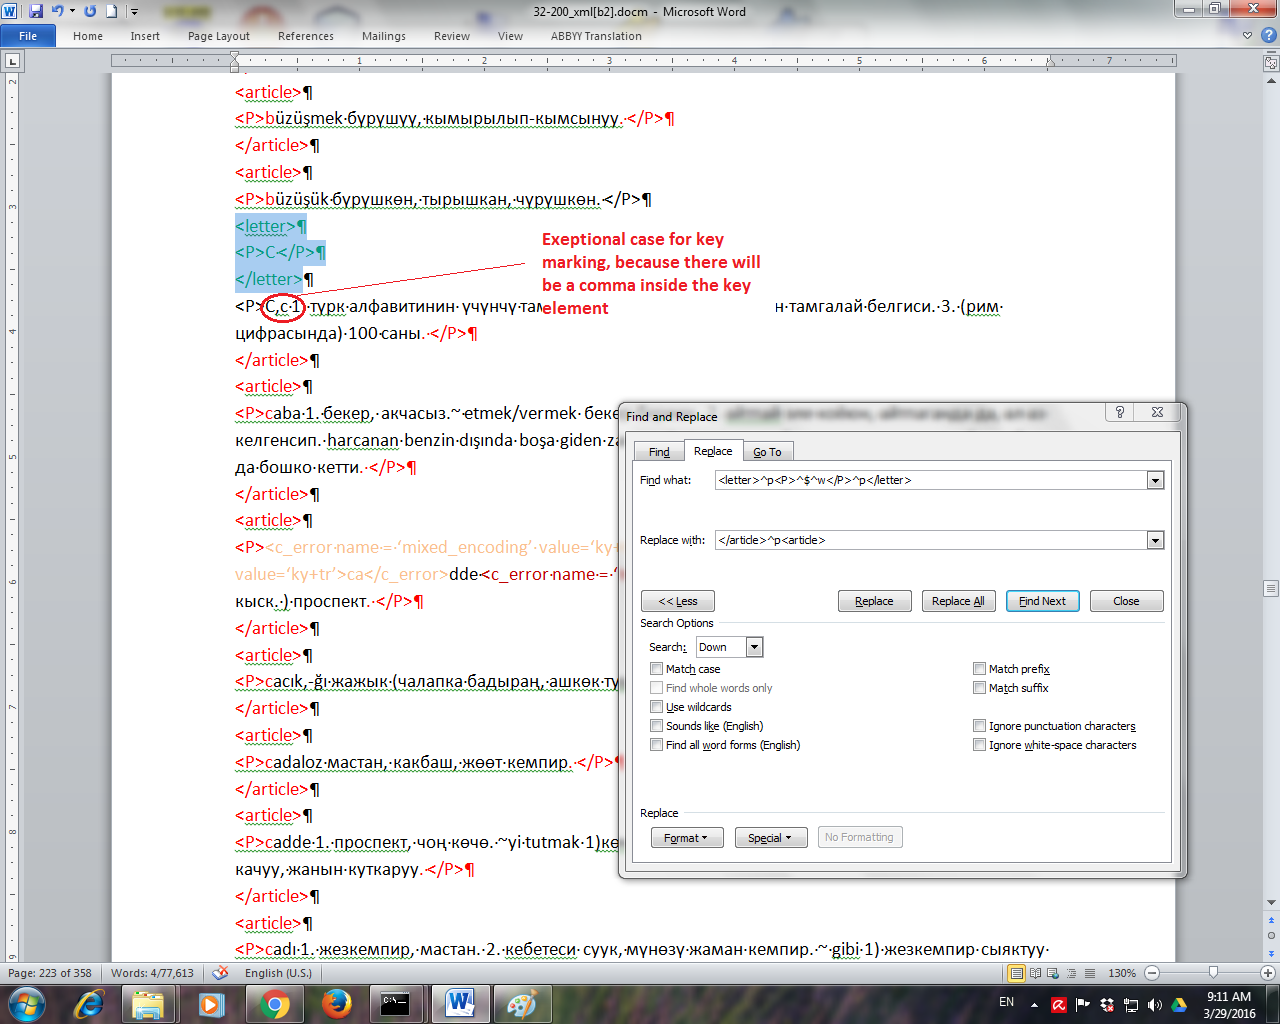 32-200_xml[b2].docm - Microsoft Word
File Home Insert Page Layout References Mailings Review View ABBYY Translation
1 2 3 4 5 6 7
<article>¶
<P>büzüşmek·бүрүшүү,·кымырылып-кымсынуу.·</P>¶
</article>¶
<article>¶
<P>büzüşük·бүрүшкөн,·тырышкан,·чүрүшкөн.·</P>¶
<letter>¶
<P>C·</P>¶
</letter>¶
Exeptional case for key
marking, because there will
be a comma inside the key
element
<P>C,c·1.·түрк·алфавитинин·үчүнчү·там н·тамгалай·белгиси.·3.·(рим·
цифрасында)·100·саны.·</P>¶
</article>¶
<article>¶
<P>caba·1.·бекер,·акчасыз.~·etmek/vermek·беке
келгенсип.·harcanan·benzin·dışında·boşa·giden·za
да·бошко·кетти.·</P>¶
</article>¶
<article>¶
<P><c_error·name·=·‘mixed_encoding’·value=‘ky+
value=‘ky+tr’>ca</c_error>dde·<c_error·name·=·‘
кыск.·)·проспект.·</P>¶
</article>¶
<article>¶
<P>cacık,-ğı·жажык·(чалапка·бадыраң,·ашкөк·ту
</article>¶
<article>¶
<P>cadaloz·мастан,·какбаш,·жөөт·кемпир.·</P>¶
</article>¶
<article>¶
<P>cadde·1.·проспект,·чоң·көчө.·~yi·tutmak·1)кө
качуу,·жанын·куткаруу.·</P>¶
</article>¶
<article>¶
<P>cadı·1.·жезкемпир,·мастан.·2.·кебетеси·суук,·мүнөзү·жаман·кемпир.·~·gibi·1)·жезкемпир·сыяктуу·
Find and Replace
Find Replace Go To
Find what: <letter>^p<P>^$^w</P>^p</letter>
Replace with: </article>^p<article>
<< Less Replace Replace All Find Next Close
Search Options
Search: Down
Match case Match prefix
Find whole words only Match suffix
Use wildcards
Sounds like (English) Ignore punctuation characters
Find all word forms (English) Ignore white-space characters
Replace
Format Special No Formatting
Page: 223 of 358 Words: 4/77,613 English (U.S.) 130%
EN 9:11 AM
3/29/2016